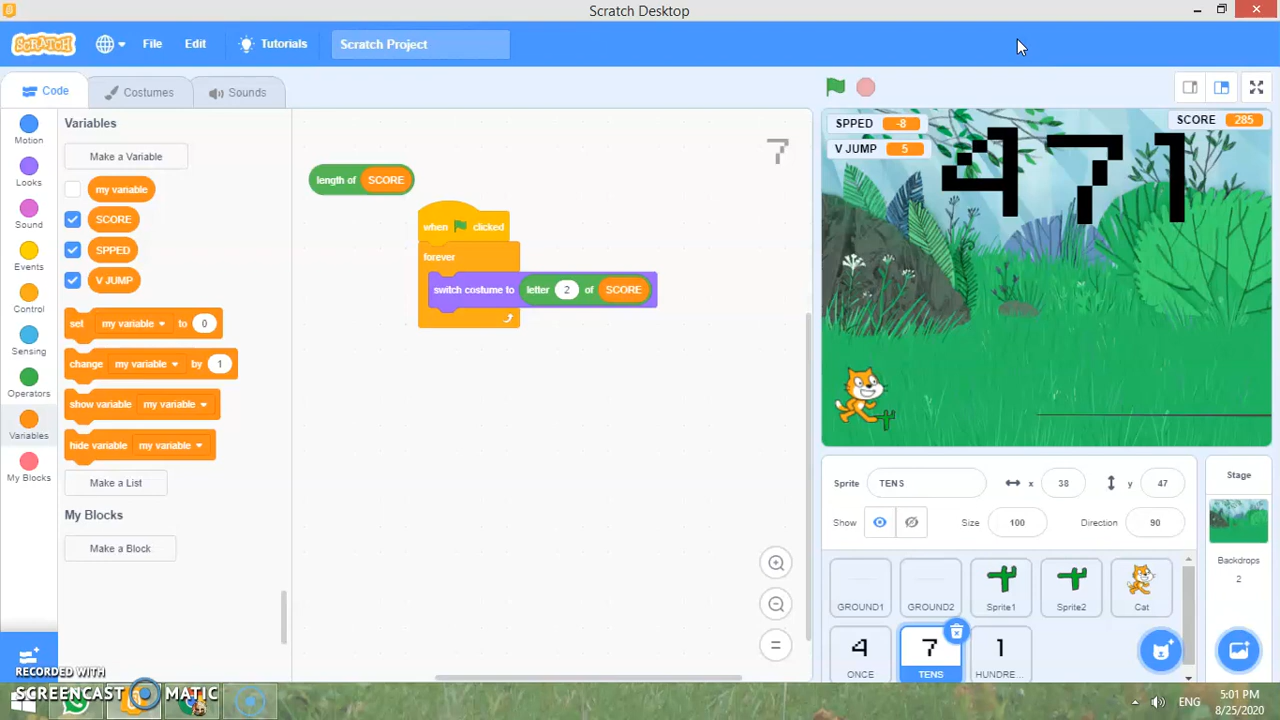 Scratch Desktop
SCRATCH File Edit Tutorials Scratch Project
Code Costumes Sounds
Motion
Looks
Sound
Events
Control
Sensing
Operators
Variables
My Blocks
Variables
Make a Variable
my variable
SCORE
SPPED
V JUMP
set my variable to 0
change my variable by 1
show variable my variable
hide variable my variable
Make a List
My Blocks
Make a Block
length of SCORE
when clicked
forever
switch costume to letter 2 of SCORE
7
SPPED -8
V JUMP 5
SCORE 285
471
Sprite TENS x 38 y 47
Show Size 100 Direction 90
GROUND1 GROUND2 Sprite1 Sprite2 Cat
4 7 1
ONCE TENS HUNDRE...
Stage
Backdrops
2
RECORDED WITH
SCREENCAST MATIC
ENG
5:01 PM
8/25/2020